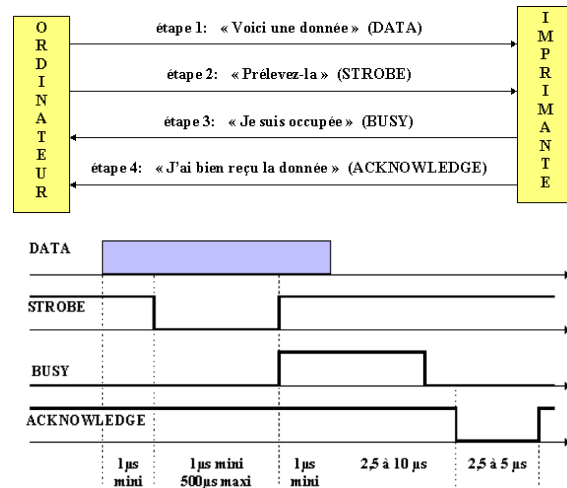 ORDINATEUR
IMPRIMANTE
étape 1: « Voici une donnée » (DATA)
étape 2: « Prélevez-la » (STROBE)
étape 3: « Je suis occupée » (BUSY)
étape 4: « J'ai bien reçu la donnée » (ACKNOWLEDGE)
DATA
STROBE
BUSY
ACKNOWLEDGE
1µs mini
1µs mini 500µs maxi
1µs mini
2,5 à 10 µs
2,5 à 5 µs